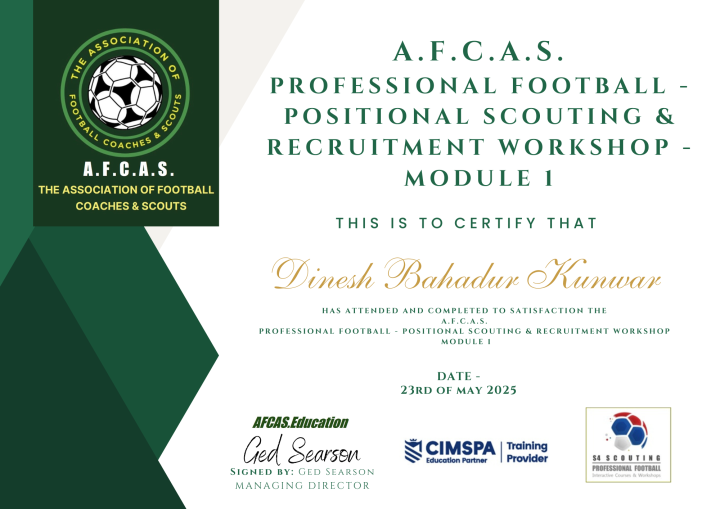 THE ASSOCIATION OF
FOOTBALL COACHES & SCOUTS
A.F.C.A.S.
THE ASSOCIATION OF FOOTBALL
COACHES & SCOUTS
A.F.C.A.S.
PROFESSIONAL FOOTBALL -
POSITIONAL SCOUTING &
RECRUITMENT WORKSHOP -
MODULE 1
THIS IS TO CERTIFY THAT
Dinesh Bahadur Kunwar
HAS ATTENDED AND COMPLETED TO SATISFACTION THE
A.F.C.A.S.
PROFESSIONAL FOOTBALL - POSITIONAL SCOUTING & RECRUITMENT WORKSHOP
MODULE 1
DATE -
23RD OF MAY 2025
AFCAS.Education
Ged Searson
SIGNED BY: GED SEARSON
MANAGING DIRECTOR
CIMSPA
Education Partner
Training
Provider
S4 SCOUTING
PROFESSIONAL FOOTBALL
Interactive Courses & Workshops